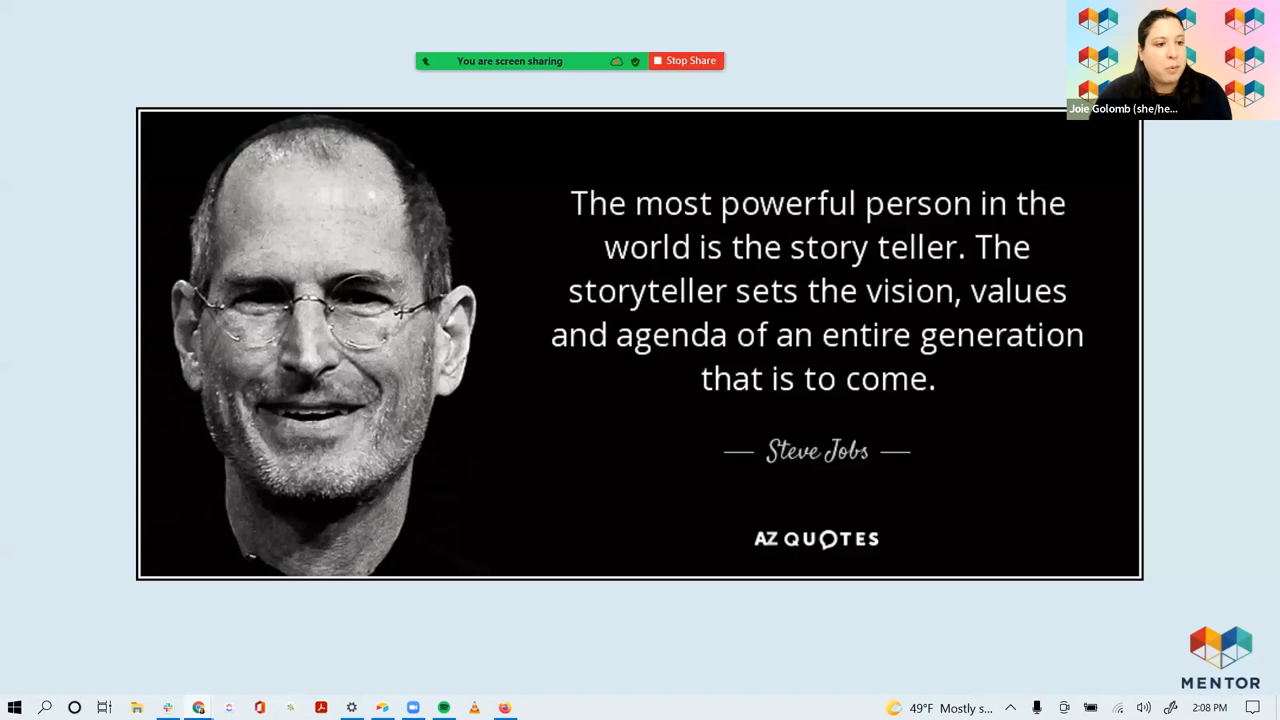 You are screen sharing
Stop Share
Joie Golomb (she/he...
The most powerful person in the
world is the story teller. The
storyteller sets the vision, values
and agenda of an entire generation
that is to come.
Steve Jobs
AZ QUOTES
MENTOR
49°F Mostly s...
2:08 PM